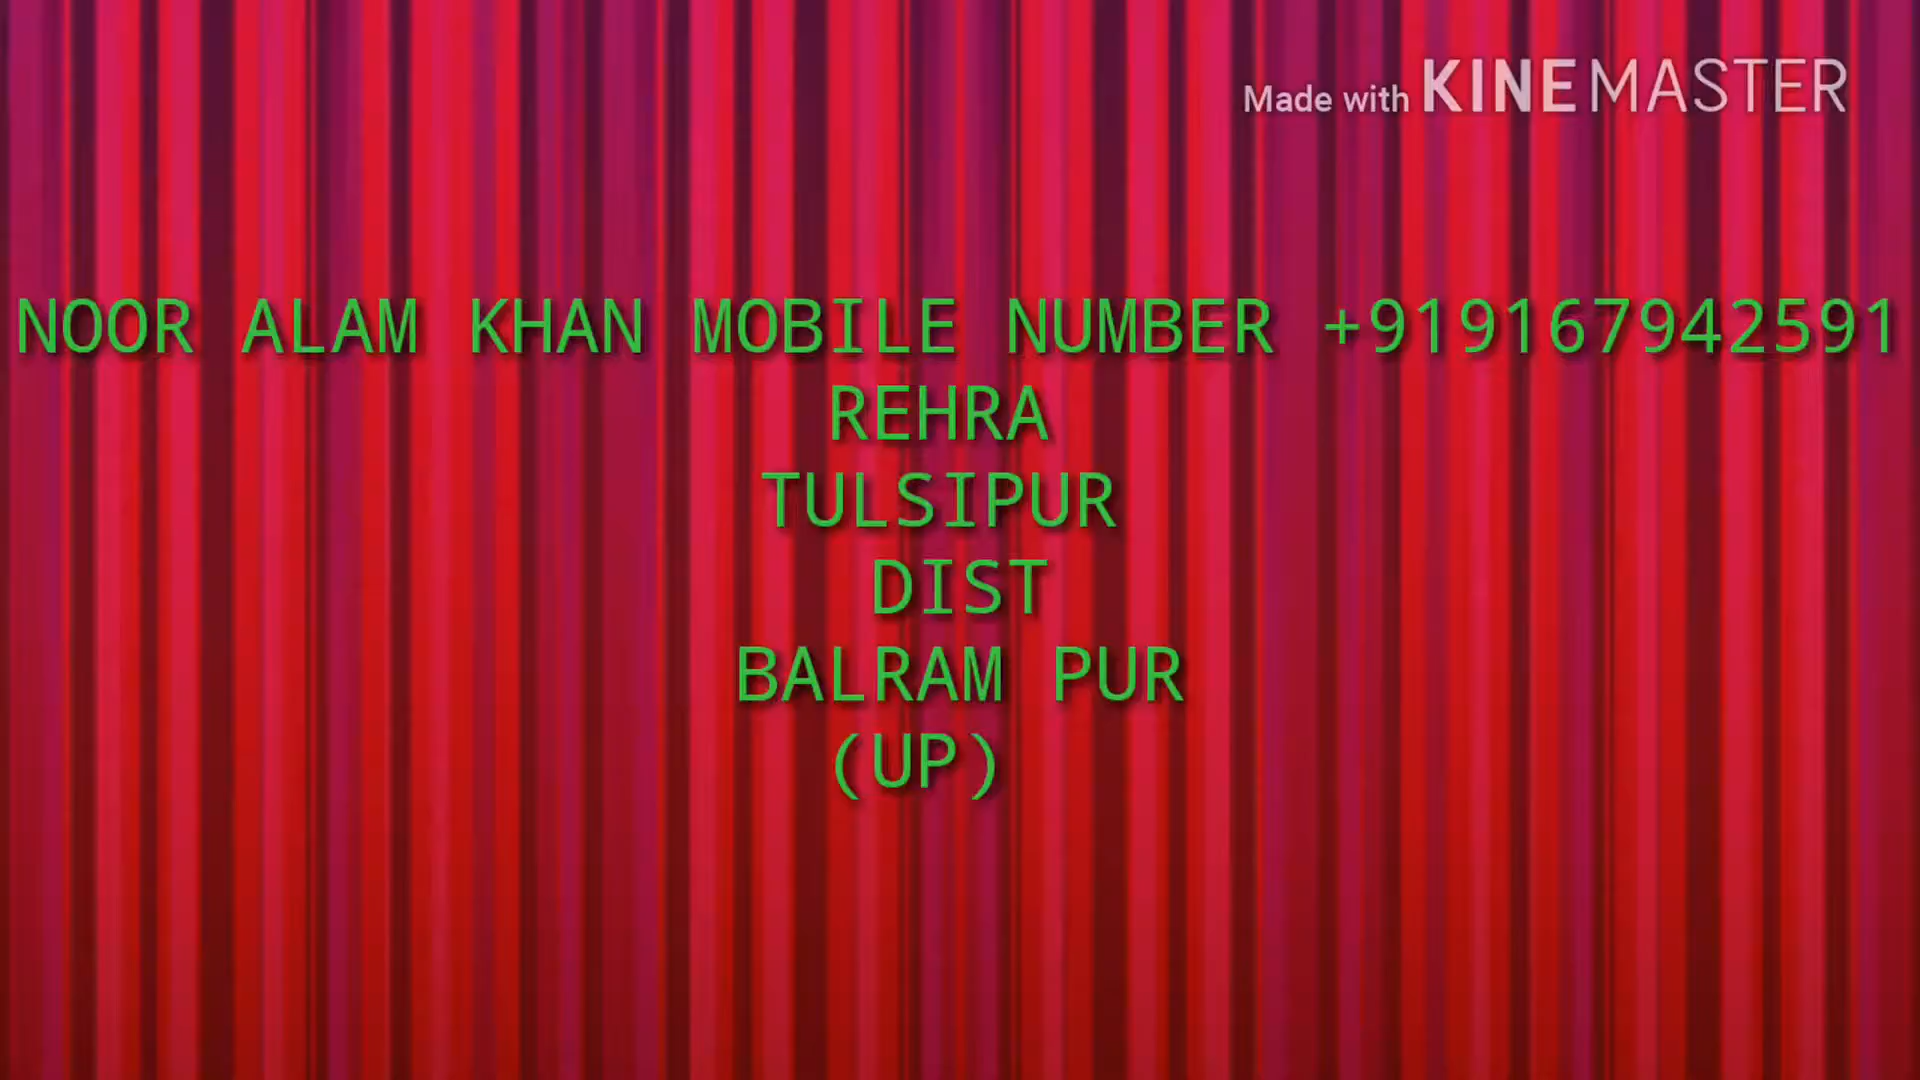 Made with KINEMASTER
NOOR ALAM KHAN MOBILE NUMBER +919167942591
REHRA
TULSIPUR
DIST
BALRAM PUR
(UP)